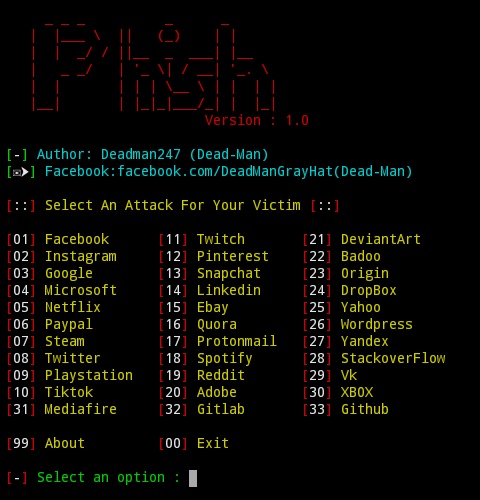 Phish
Version : 1.0
[-] Author: Deadman247 (Dead-Man)
[✉➤] Facebook:facebook.com/DeadManGrayHat(Dead-Man)
[::] Select An Attack For Your Victim [::]
[01] Facebook [11] Twitch [21] DeviantArt
[02] Instagram [12] Pinterest [22] Badoo
[03] Google [13] Snapchat [23] Origin
[04] Microsoft [14] Linkedin [24] DropBox
[05] Netflix [15] Ebay [25] Yahoo
[06] Paypal [16] Quora [26] Wordpress
[07] Steam [17] Protonmail [27] Yandex
[08] Twitter [18] Spotify [28] StackoverFlow
[09] Playstation [19] Reddit [29] Vk
[10] Tiktok [20] Adobe [30] XBOX
[31] Mediafire [32] Gitlab [33] Github
[99] About [00] Exit
[-] Select an option :